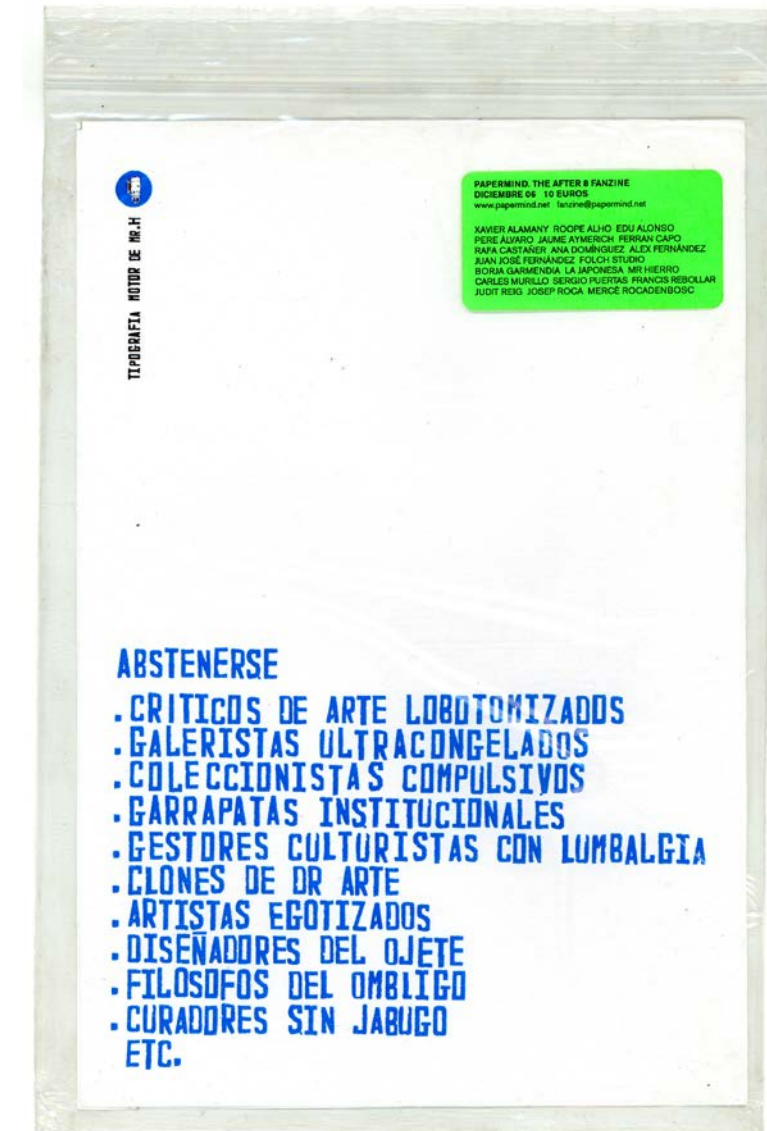 TIPOGRAFIA MOTOR DE MR.H
PAPERMIND. THE AFTER 8 FANZINE
DICIEMBRE 06 10 EUROS
www.papermind.net fanzine@papermind.net
XAVIER ALAMANY ROOPE ALHO EDU ALONSO
PERE ÁLVARO JAUME AYMERICH FERRAN CAPO
RAFA CASTAÑER ANA DOMÍNGUEZ ALEX FERNÁNDEZ
JUAN JOSÉ FERNÁNDEZ FOLCH STUDIO
BORJA GARMENDIA LA JAPONESA MR HIERRO
CARLES MURILLO SERGIO PUERTAS FRANCIS REBOLLAR
JUDIT REIG JOSEP ROCA MERCÈ ROCADENBOSC
ABSTENERSE
.CRITICOS DE ARTE LOBOTOMIZADOS
.GALERISTAS ULTRACONGELADOS
.COLECCIONISTAS COMPULSIVOS
.GARRAPATAS INSTITUCIONALES
.GESTORES CULTURISTAS CON LUMBALGIA
.CLONES DE DR ARTE
.ARTISTAS EGOTIZADOS
.DISEÑADORES DEL OJETE
.FILOSOFOS DEL OMBLIGO
.CURADORES SIN JABUGO
ETC.